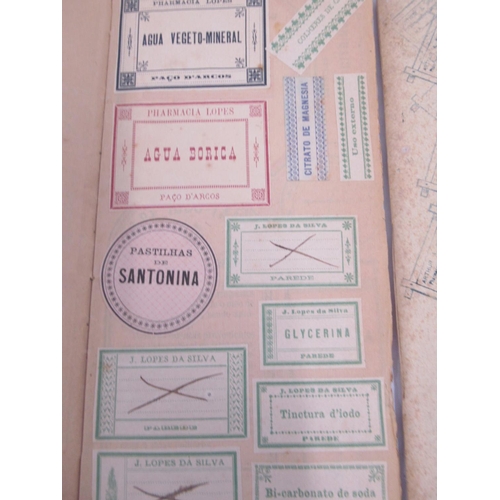 PHARMACIA LOPES
AGUA VEGETO-MINERAL
PAÇO D'ARCOS
COLHERES DE
PHARMACIA LOPES
AGUA BORICA
PAÇO D'ARCOS
CITRATO DE MAGNESIA
Uso externo
PASTILHAS
DE
SANTONINA
J. LOPES DA SILVA
PAREDE
J. Lopes da Silva
GLYCERINA
PAREDE
J. LOPES DA SILVA
J. LOPES DA SILVA
Tinctura d'iodo
PAREDE
J. LOPES DA SILVA
Bi-carbonato de soda